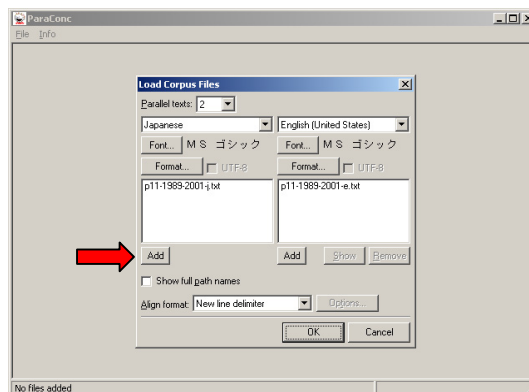 ParaConc
File Info
Load Corpus Files
Parallel texts: 2
Japanese English (United States)
Font... ＭＳ ゴシック Font... ＭＳ ゴシック
Format... UTF-8 Format... UTF-8
p11-1989-2001-j.txt p11-1989-2001-e.txt
Add Add Show Remove
Show full path names
Align format: New line delimiter Options...
OK Cancel
No files added